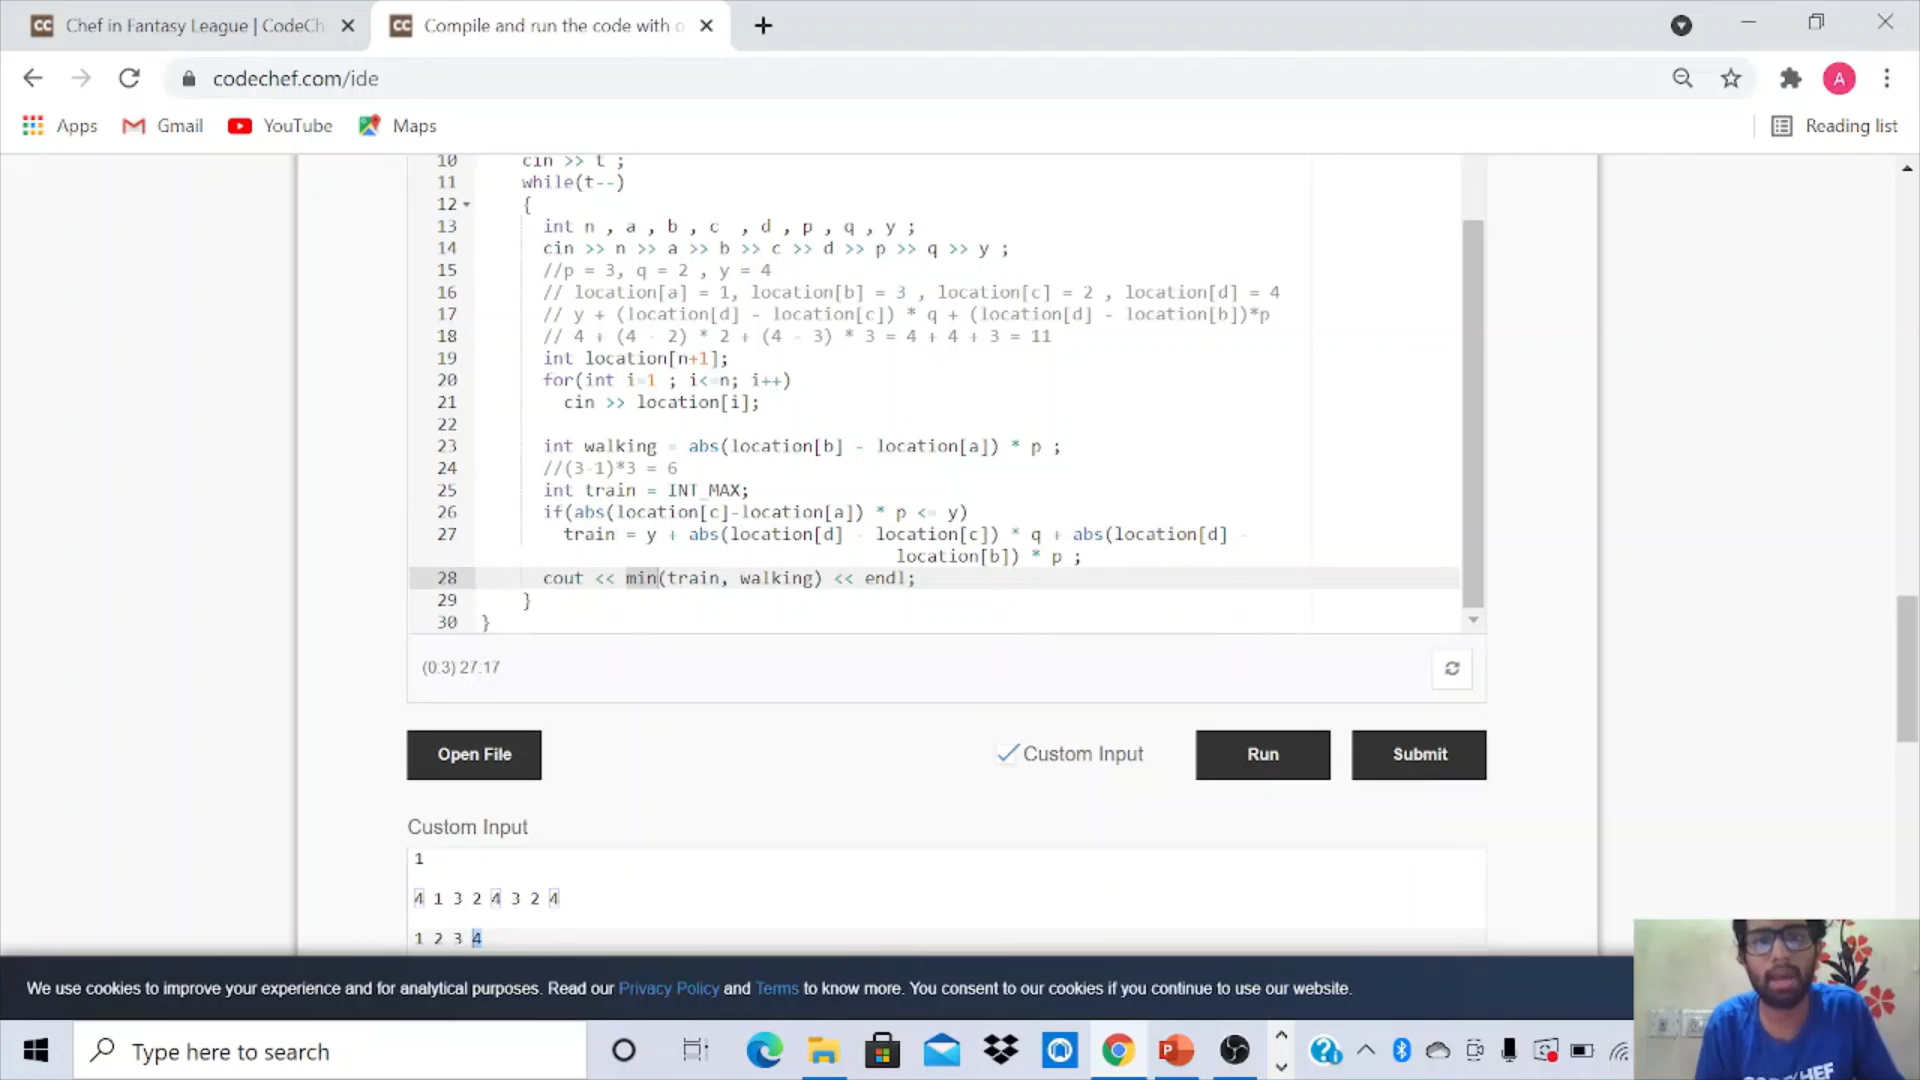 Chef in Fantasy League | CodeCh
Compile and run the code with o
codechef.com/ide
A
Apps
Gmail
YouTube
Maps
Reading list
10 cin >> t ;
11 while(t--)
12 {
13 int n , a , b , c , d , p , q , y ;
14 cin >> n >> a >> b >> c >> d >> p >> q >> y ;
15 //p = 3, q = 2 , y = 4
16 // location[a] = 1, location[b] = 3 , location[c] = 2 , location[d] = 4
17 // y + (location[d] - location[c]) * q + (location[d] - location[b])*p
18 // 4 + (4 - 2) * 2 + (4 - 3) * 3 = 4 + 4 + 3 = 11
19 int location[n+1];
20 for(int i=1 ; i<=n; i++)
21 cin >> location[i];
22
23 int walking = abs(location[b] - location[a]) * p ;
24 //(3-1)*3 = 6
25 int train = INT_MAX;
26 if(abs(location[c]-location[a]) * p <= y)
27 train = y + abs(location[d] - location[c]) * q + abs(location[d] -
location[b]) * p ;
28 cout << min(train, walking) << endl;
29 }
30 }
(0.3) 27:17
Open File
Custom Input
Run
Submit
Custom Input
1
4 1 3 2 4 3 2 4
1 2 3 4
We use cookies to improve your experience and for analytical purposes. Read our Privacy Policy and Terms to know more. You consent to our cookies if you continue to use our website.
Type here to search